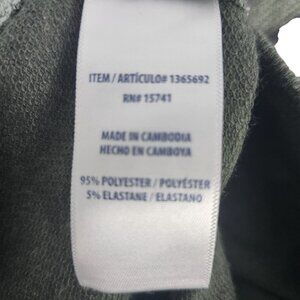 ITEM / ARTÍCULO# 1365692
RN# 15741
MADE IN CAMBODIA
HECHO EN CAMBOYA
95% POLYESTER / POLYÉSTER
5% ELASTANE / ELASTANO